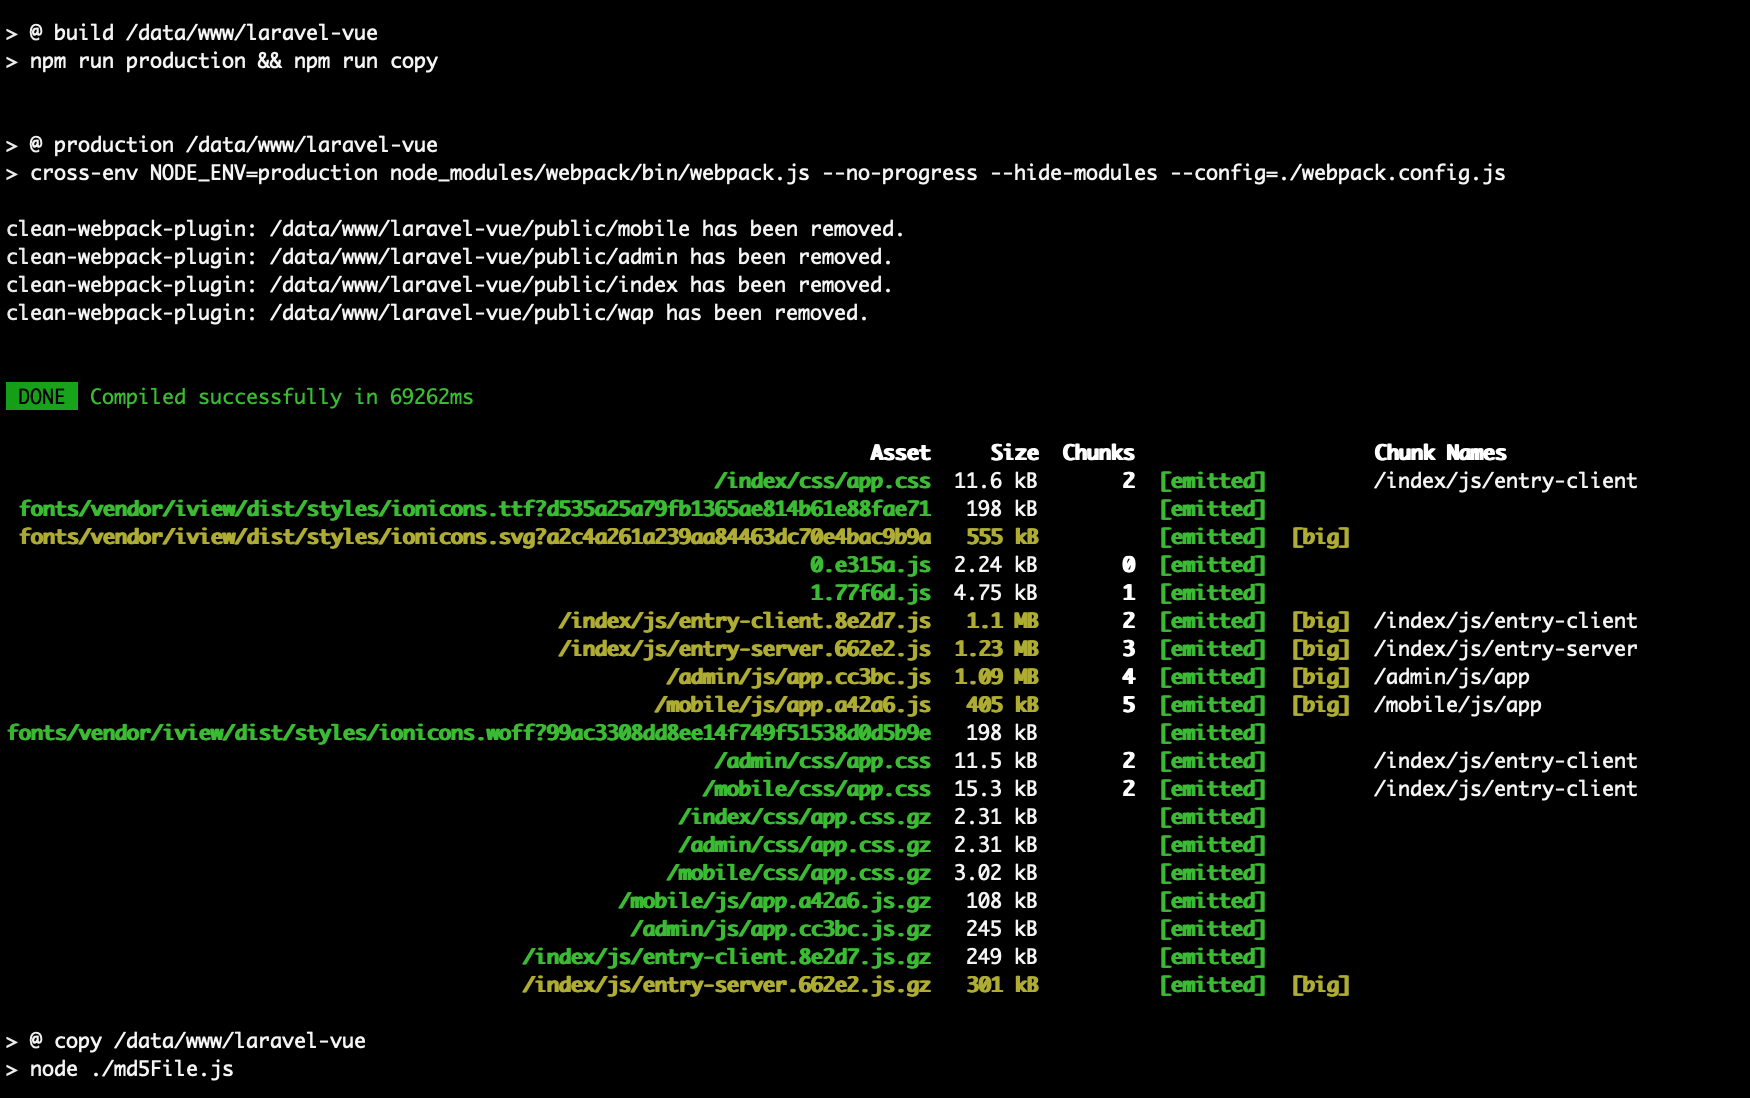 > @ build /data/www/laravel-vue
> npm run production && npm run copy
> @ production /data/www/laravel-vue
> cross-env NODE_ENV=production node_modules/webpack/bin/webpack.js --no-progress --hide-modules --config=./webpack.config.js
clean-webpack-plugin: /data/www/laravel-vue/public/mobile has been removed.
clean-webpack-plugin: /data/www/laravel-vue/public/admin has been removed.
clean-webpack-plugin: /data/www/laravel-vue/public/index has been removed.
clean-webpack-plugin: /data/www/laravel-vue/public/wap has been removed.
DONE Compiled successfully in 69262ms
Asset Size Chunks Chunk Names
/index/css/app.css 11.6 kB 2 [emitted] /index/js/entry-client
fonts/vendor/iview/dist/styles/ionicons.ttf?d535a25a79fb1365ae814b61e88fae71 198 kB [emitted]
fonts/vendor/iview/dist/styles/ionicons.svg?a2c4a261a239aa84463dc70e4bac9b9a 555 kB [emitted] [big]
0.e315a.js 2.24 kB 0 [emitted]
1.77f6d.js 4.75 kB 1 [emitted]
/index/js/entry-client.8e2d7.js 1.1 MB 2 [emitted] [big] /index/js/entry-client
/index/js/entry-server.662e2.js 1.23 MB 3 [emitted] [big] /index/js/entry-server
/admin/js/app.cc3bc.js 1.09 MB 4 [emitted] [big] /admin/js/app
/mobile/js/app.a42a6.js 405 kB 5 [emitted] [big] /mobile/js/app
fonts/vendor/iview/dist/styles/ionicons.woff?99ac3308dd8ee14f749f51538d0d5b9e 198 kB [emitted]
/admin/css/app.css 11.5 kB 2 [emitted] /index/js/entry-client
/mobile/css/app.css 15.3 kB 2 [emitted] /index/js/entry-client
/index/css/app.css.gz 2.31 kB [emitted]
/admin/css/app.css.gz 2.31 kB [emitted]
/mobile/css/app.css.gz 3.02 kB [emitted]
/mobile/js/app.a42a6.js.gz 108 kB [emitted]
/admin/js/app.cc3bc.js.gz 245 kB [emitted]
/index/js/entry-client.8e2d7.js.gz 249 kB [emitted]
/index/js/entry-server.662e2.js.gz 301 kB [emitted] [big]
> @ copy /data/www/laravel-vue
> node ./md5File.js